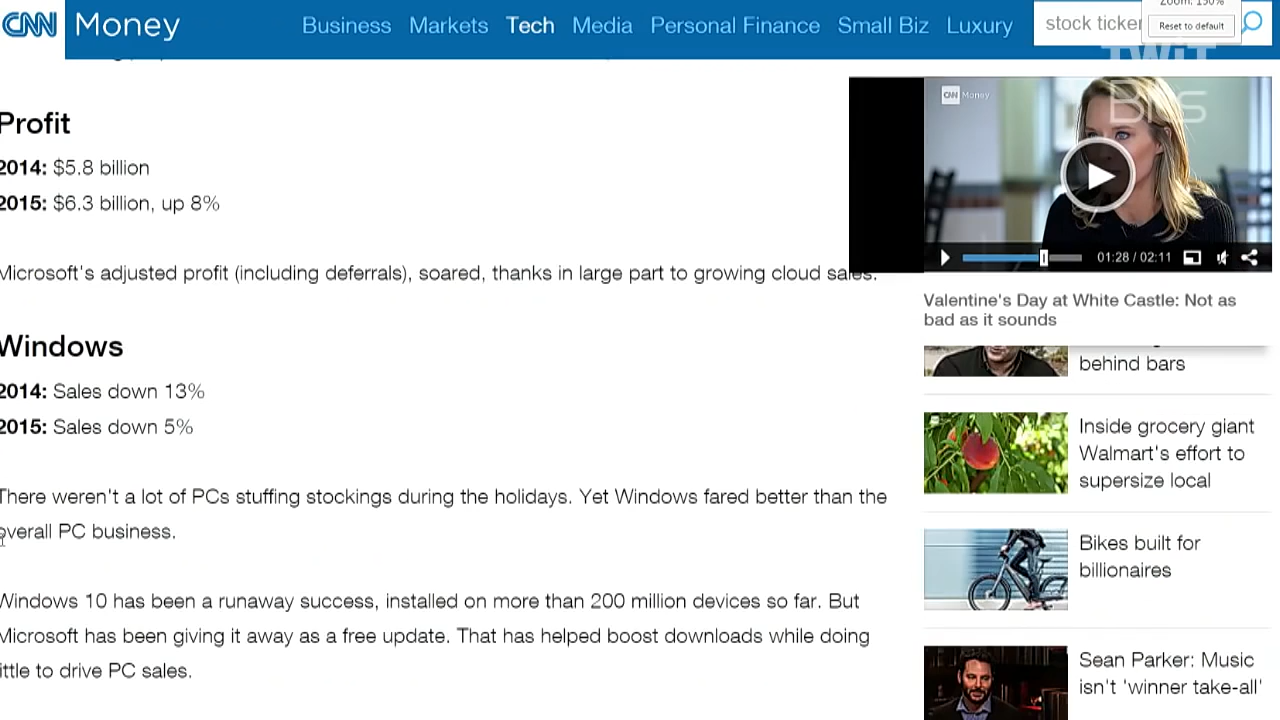 CNN Money
Business Markets Tech Media Personal Finance Small Biz Luxury
stock ticker
Zoom: 150%
Reset to default
TWiT
Bits
Profit
2014: $5.8 billion
2015: $6.3 billion, up 8%
Microsoft's adjusted profit (including deferrals), soared, thanks in large part to growing cloud sales.
Windows
2014: Sales down 13%
2015: Sales down 5%
There weren't a lot of PCs stuffing stockings during the holidays. Yet Windows fared better than the
overall PC business.
Windows 10 has been a runaway success, installed on more than 200 million devices so far. But
Microsoft has been giving it away as a free update. That has helped boost downloads while doing
little to drive PC sales.
CNN Money
01:28 / 02:11
Valentine's Day at White Castle: Not as
bad as it sounds
behind bars
Inside grocery giant
Walmart's effort to
supersize local
Bikes built for
billionaires
Sean Parker: Music
isn't 'winner take-all'